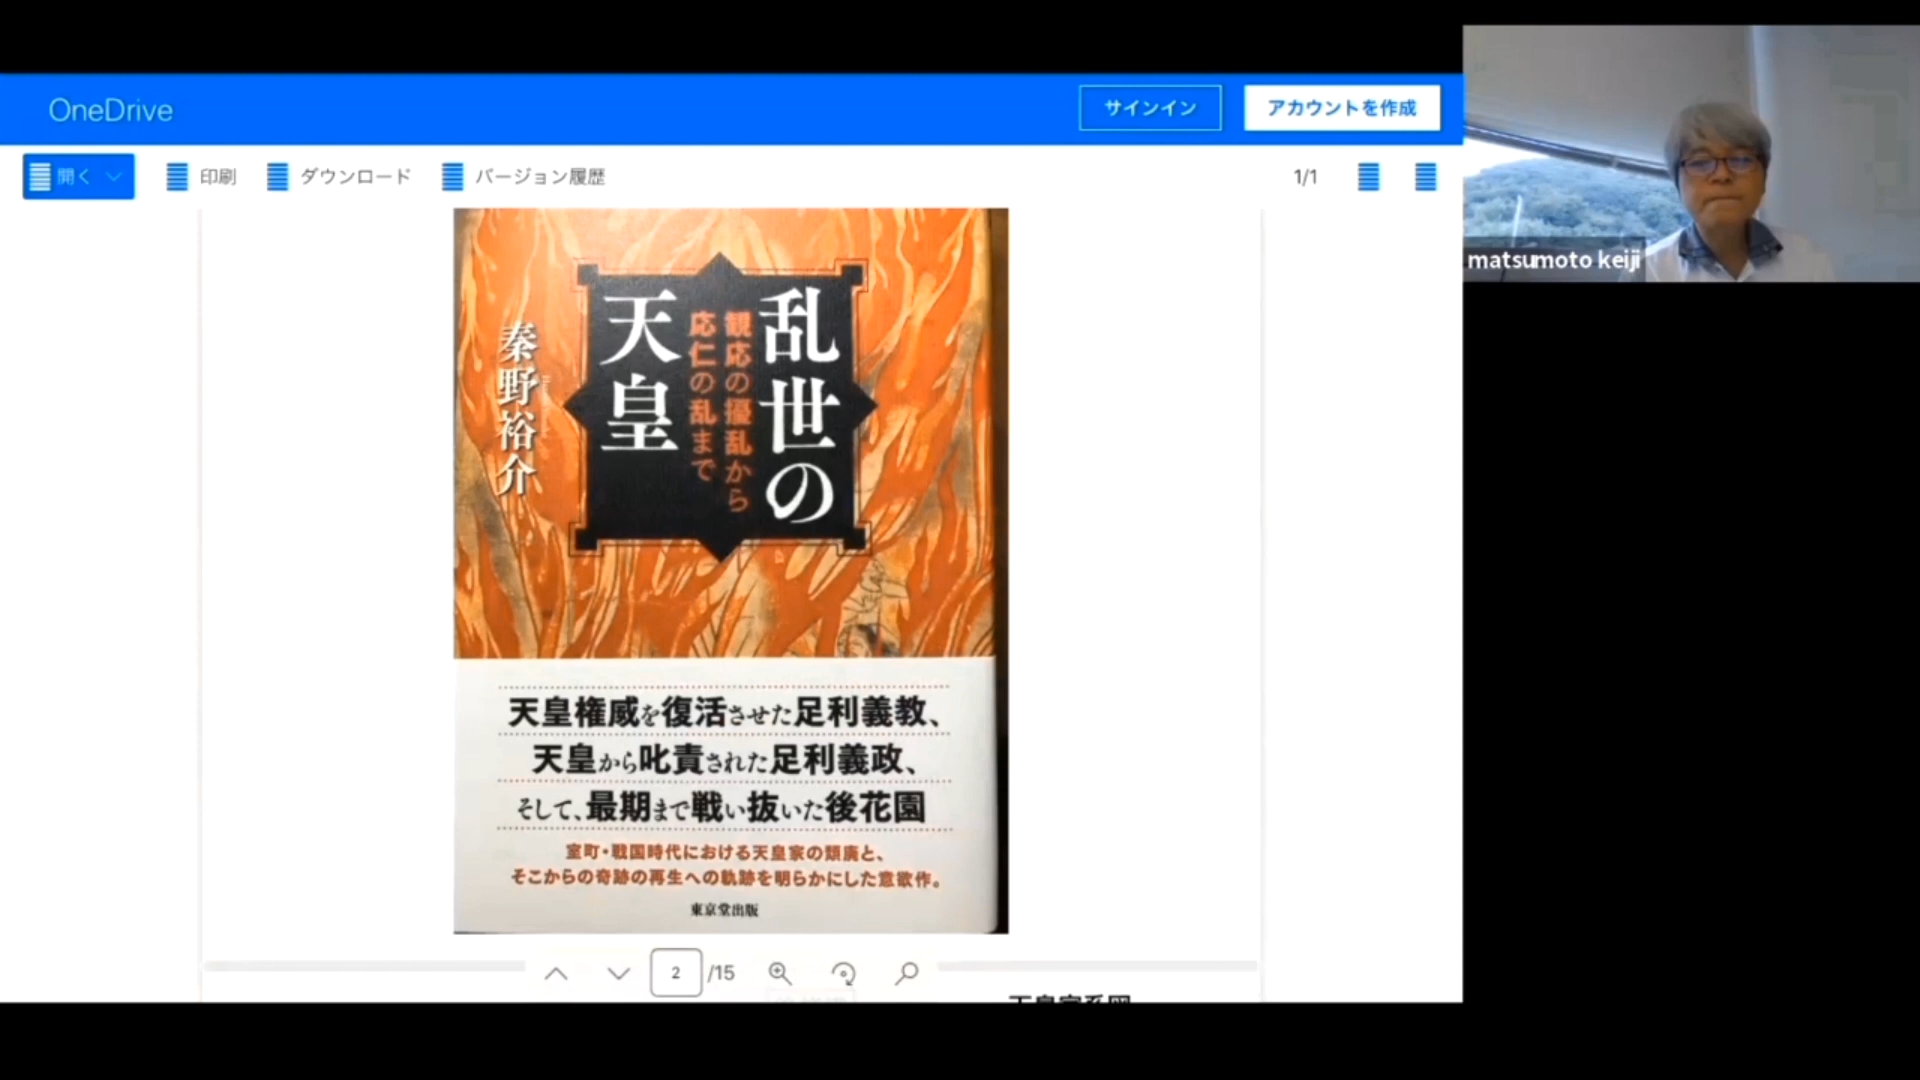 OneDrive
サインイン
アカウントを作成
開く
印刷
ダウンロード
バージョン履歴
1/1
matsumoto keiji
乱世の
天皇
観応の擾乱から
応仁の乱まで
秦野裕介
天皇権威を復活させた足利義教、
天皇から叱責された足利義政、
そして、最期まで戦い抜いた後花園
室町・戦国時代における天皇家の頽廃と、
そこからの奇跡の再生への軌跡を明らかにした意欲作。
東京堂出版
2
/15